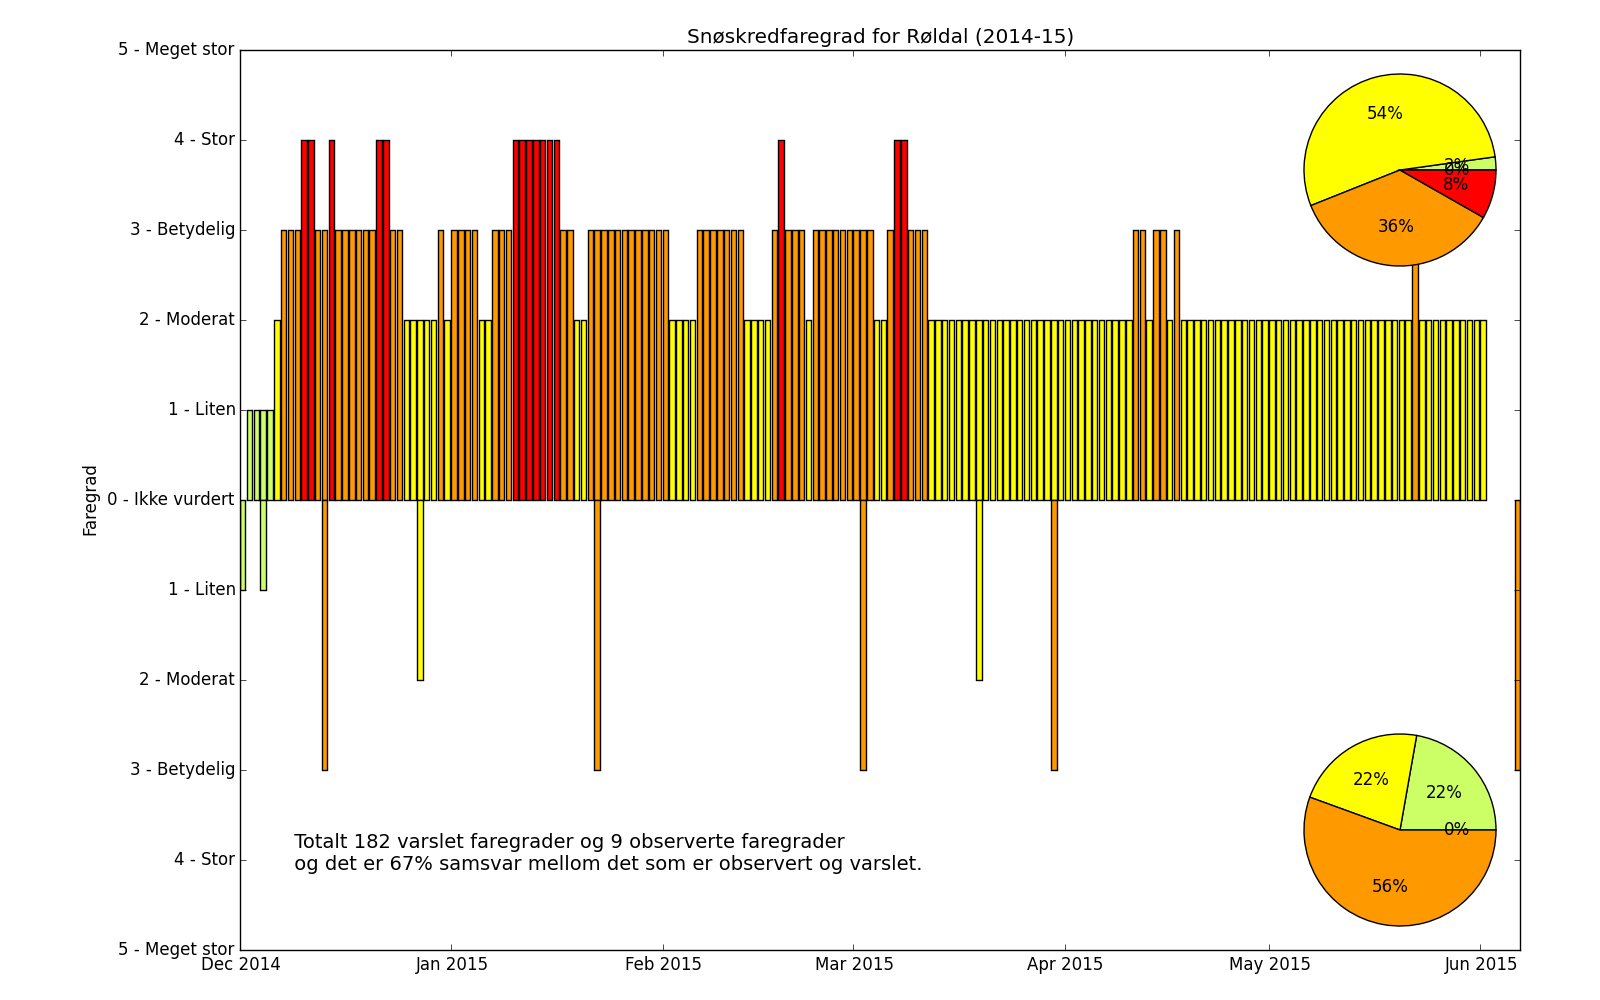 Snøskredfaregrad for Røldal (2014-15)
5 - Meget stor
4 - Stor
3 - Betydelig
2 - Moderat
1 - Liten
0 - Ikke vurdert
1 - Liten
2 - Moderat
3 - Betydelig
4 - Stor
5 - Meget stor
Faregrad
54%
8%
36%
22%
22%
0%
56%
Totalt 182 varslet faregrader og 9 observerte faregrader
og det er 67% samsvar mellom det som er observert og varslet.
Dec 2014
Jan 2015
Feb 2015
Mar 2015
Apr 2015
May 2015
Jun 2015